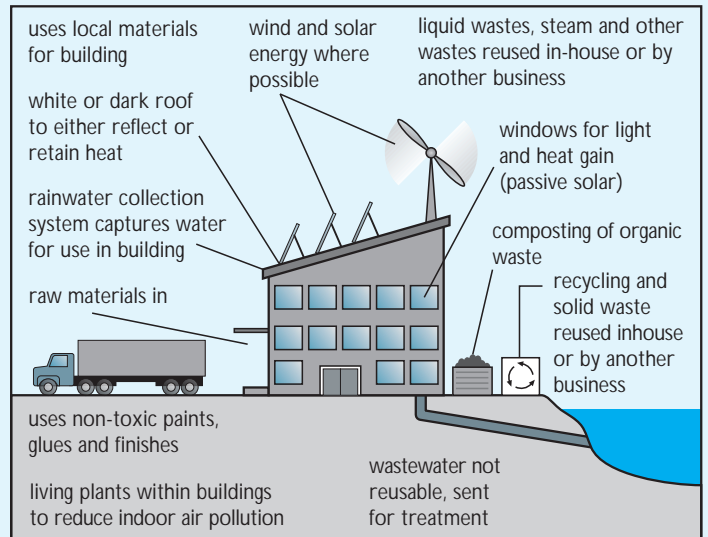 uses local materials
for building
wind and solar
energy where
possible
liquid wastes, steam and other
wastes reused in-house or by
another business
white or dark roof
to either reflect or
retain heat
windows for light
and heat gain
(passive solar)
rainwater collection
system captures water
for use in building
composting of organic
waste
raw materials in
recycling and
solid waste
reused inhouse
or by another
business
uses non-toxic paints,
glues and finishes
living plants within buildings
to reduce indoor air pollution
wastewater not
reusable, sent
for treatment